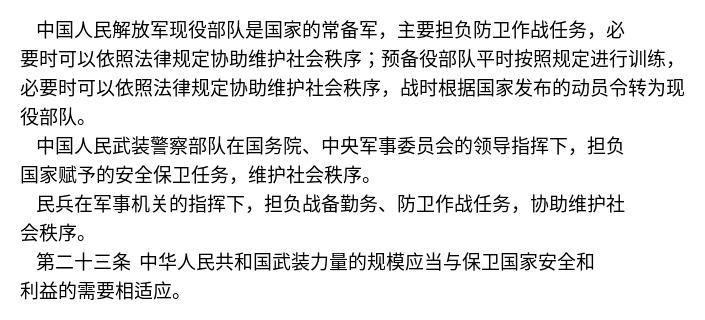 中国人民解放军现役部队是国家的常备军，主要担负防卫作战任务，必
要时可以依照法律规定协助维护社会秩序；预备役部队平时按照规定进行训练，
必要时可以依照法律规定协助维护社会秩序，战时根据国家发布的动员令转为现
役部队。
中国人民武装警察部队在国务院、中央军事委员会的领导指挥下，担负
国家赋予的安全保卫任务，维护社会秩序。
民兵在军事机关的指挥下，担负战备勤务、防卫作战任务，协助维护社
会秩序。
第二十三条 中华人民共和国武装力量的规模应当与保卫国家安全和
利益的需要相适应。